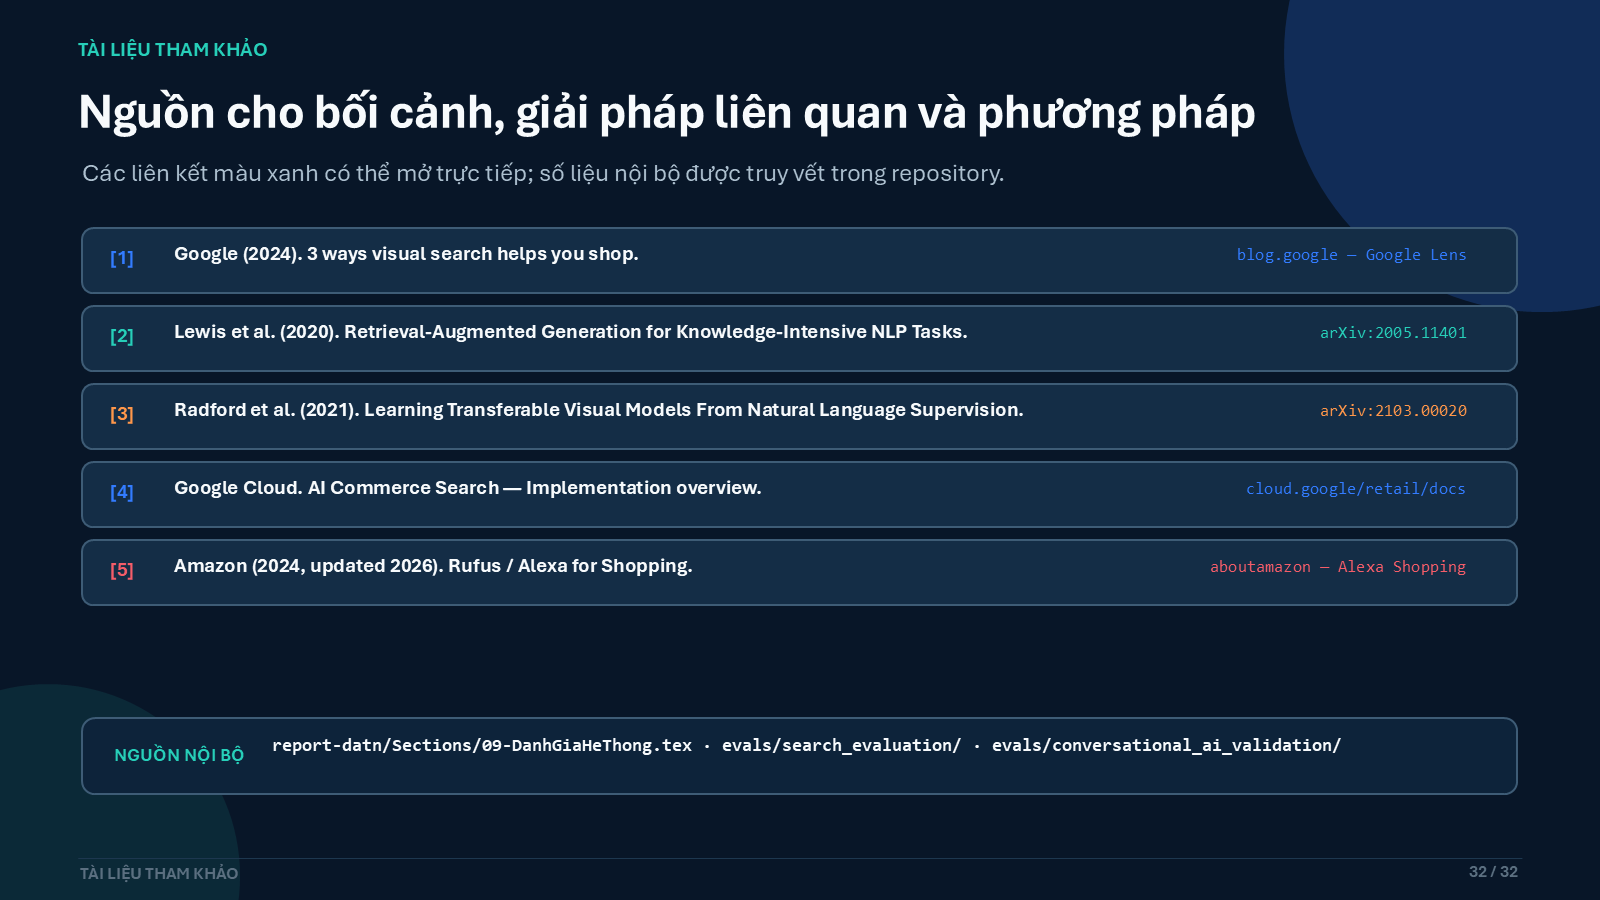 TÀI LIỆU THAM KHẢO
Nguồn cho bối cảnh, giải pháp liên quan và phương pháp
Các liên kết màu xanh có thể mở trực tiếp; số liệu nội bộ được truy vết trong repository.
[1] Google (2024). 3 ways visual search helps you shop. blog.google — Google Lens
[2] Lewis et al. (2020). Retrieval-Augmented Generation for Knowledge-Intensive NLP Tasks. arXiv:2005.11401
[3] Radford et al. (2021). Learning Transferable Visual Models From Natural Language Supervision. arXiv:2103.00020
[4] Google Cloud. AI Commerce Search — Implementation overview. cloud.google/retail/docs
[5] Amazon (2024, updated 2026). Rufus / Alexa for Shopping. aboutamazon — Alexa Shopping
NGUỒN NỘI BỘ report-datn/Sections/09-DanhGiaHeThong.tex · evals/search_evaluation/ · evals/conversational_ai_validation/
TÀI LIỆU THAM KHẢO 32 / 32